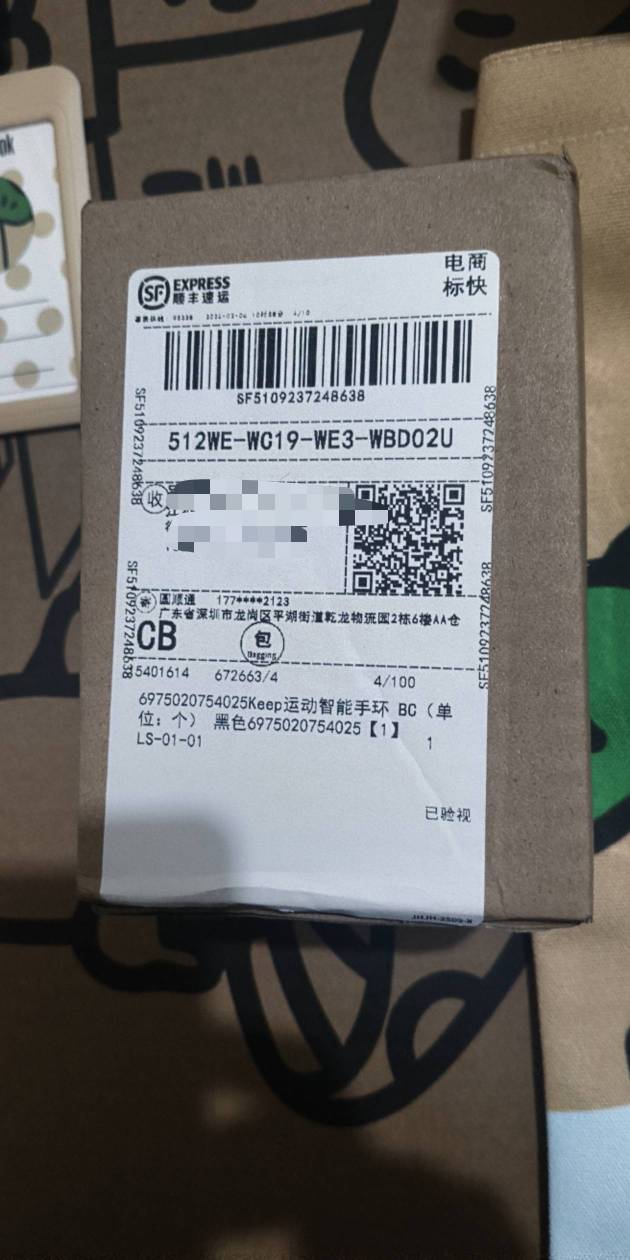 ok
SF EXPRESS
顺丰速运
电商
标快
SF5109237248638
SF5109237248638
SF5109237248638
512WE-WC19-WE3-WBD02U
收
圆顺通 177****2123
广东省深圳市龙岗区平湖街道乾龙物流园2栋6楼AA仓
SF5109237248638
SF5109237248638
CB
包
Bagging
5401614 672663/4 4/100
6975020754025Keep运动智能手环 BC（单
位：个） 黑色6975020754025【1】
LS-01-01 1
已验视